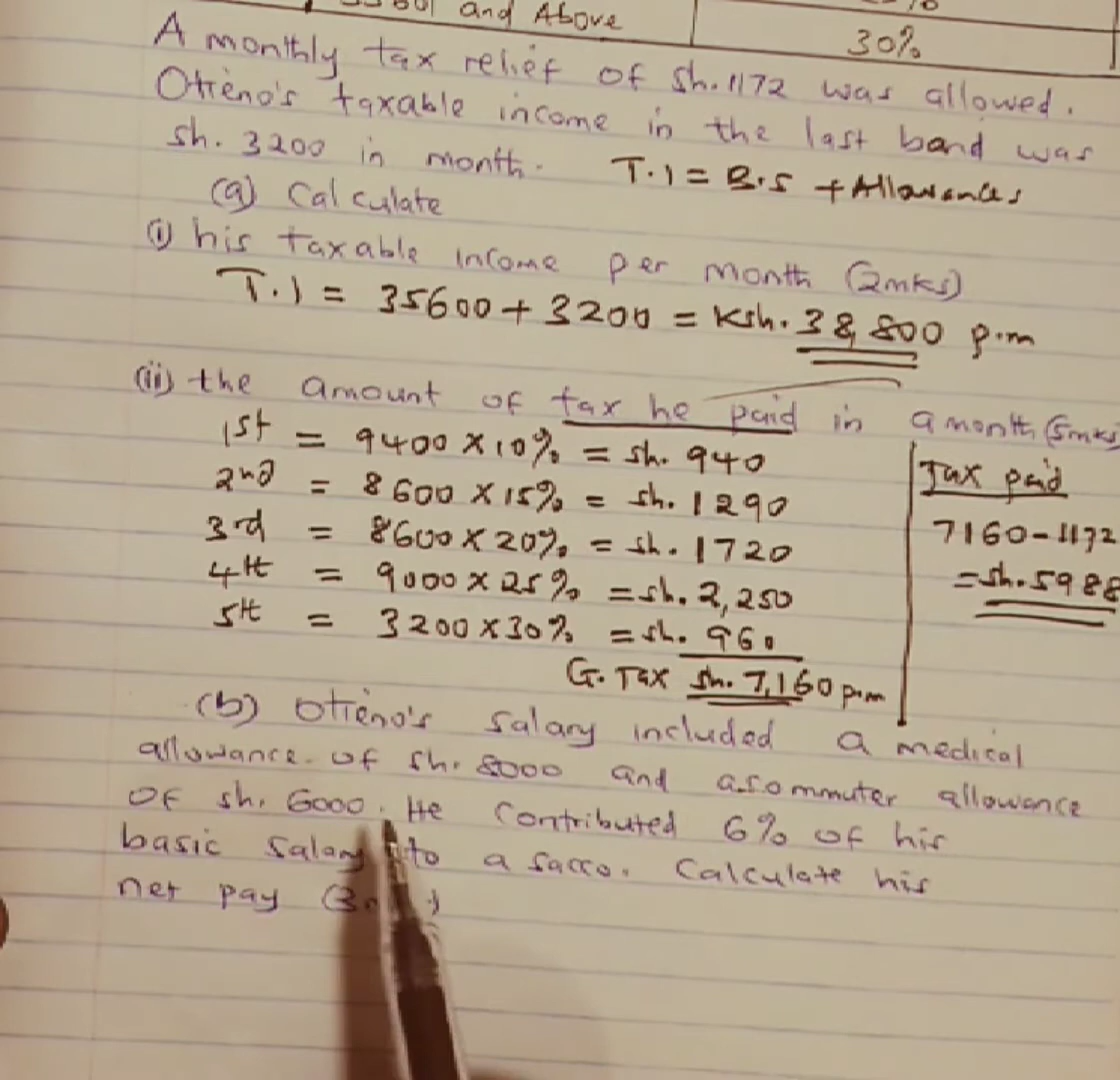 and Above
30%
A monthly tax relief of sh. 1172 was allowed.
Otieno's taxable income in the last band was
sh. 3200 in month. T.I = B.S + Allowances
(a) Calculate
(i) his taxable income per month (2mks)
T.I = 35600 + 3200 = Ksh. 38,800 p.m
(ii) the amount of tax he paid in a month (5mks)
1st = 9400 x 10% = sh. 940
2nd = 8600 x 15% = sh. 1290
3rd = 8600 x 20% = sh. 1720
4th = 9000 x 25% = sh. 2,250
5th = 3200 x 30% = sh. 960
G. Tax sh. 7,160 p.m
Tax paid
7160 - 1172
= sh. 5988
(b) Otieno's salary included a medical
allowance of sh. 8000 and a commuter allowance
of sh. 6000. He contributed 6% of his
basic salary to a sacco. Calculate his
net pay